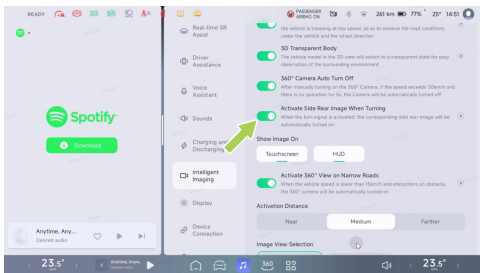 READY
PASSENGER
AIRBAG ON
261 km
77%
25°
14:51
Spotify
Download
Anytime, Any...
Desired audio
Real-time SR
Assist
Driver
Assistance
Voice
Assistant
Sounds
Charging and
Discharging
Intelligent
Imaging
Display
Device
Connection
the vehicle is traveling at low speed, so as to observe the road conditions
under the vehicle and the wheel direction
3D Transparent Body
The vehicle model in the 3D view will switch to a transparent state for easy
observation of the surrounding environment
360° Camera Auto Turn Off
After manually turning on the 360° Camera, if the speed exceeds 30km/h and
there is no operation for 5s, the Camera will be automatically turned off
Activate Side Rear Image When Turning
When the turn signal is activated, the corresponding side rear image will be
automatically turned on
Show Image On
Touchscreen
HUD
Activate 360° View on Narrow Roads
When the vehicle speed is lower than 15km/h and encounters an obstacle,
the 360° camera will be automatically turned on
Activation Distance
Near
Medium
Farther
Image View Selection
23.5°
Anytime, Anyw
360
23.5°